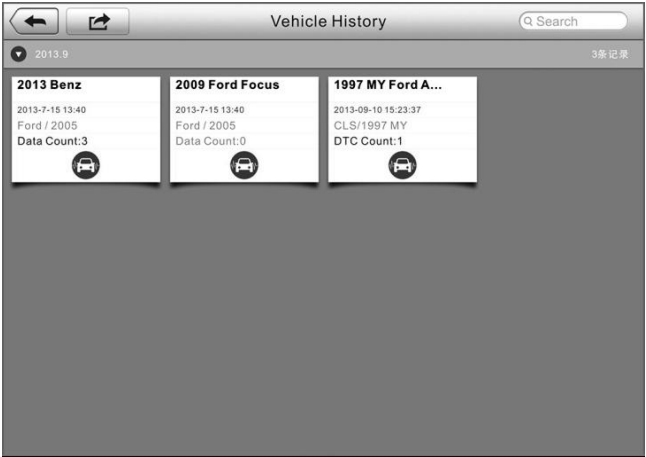 Vehicle History
Search
2013.9
3条记录
2013 Benz
2013-7-15 13:40
Ford / 2005
Data Count:3
2009 Ford Focus
2013-7-15 13:40
Ford / 2005
Data Count:0
1997 MY Ford A...
2013-09-10 15:23:37
CLS/1997 MY
DTC Count:1